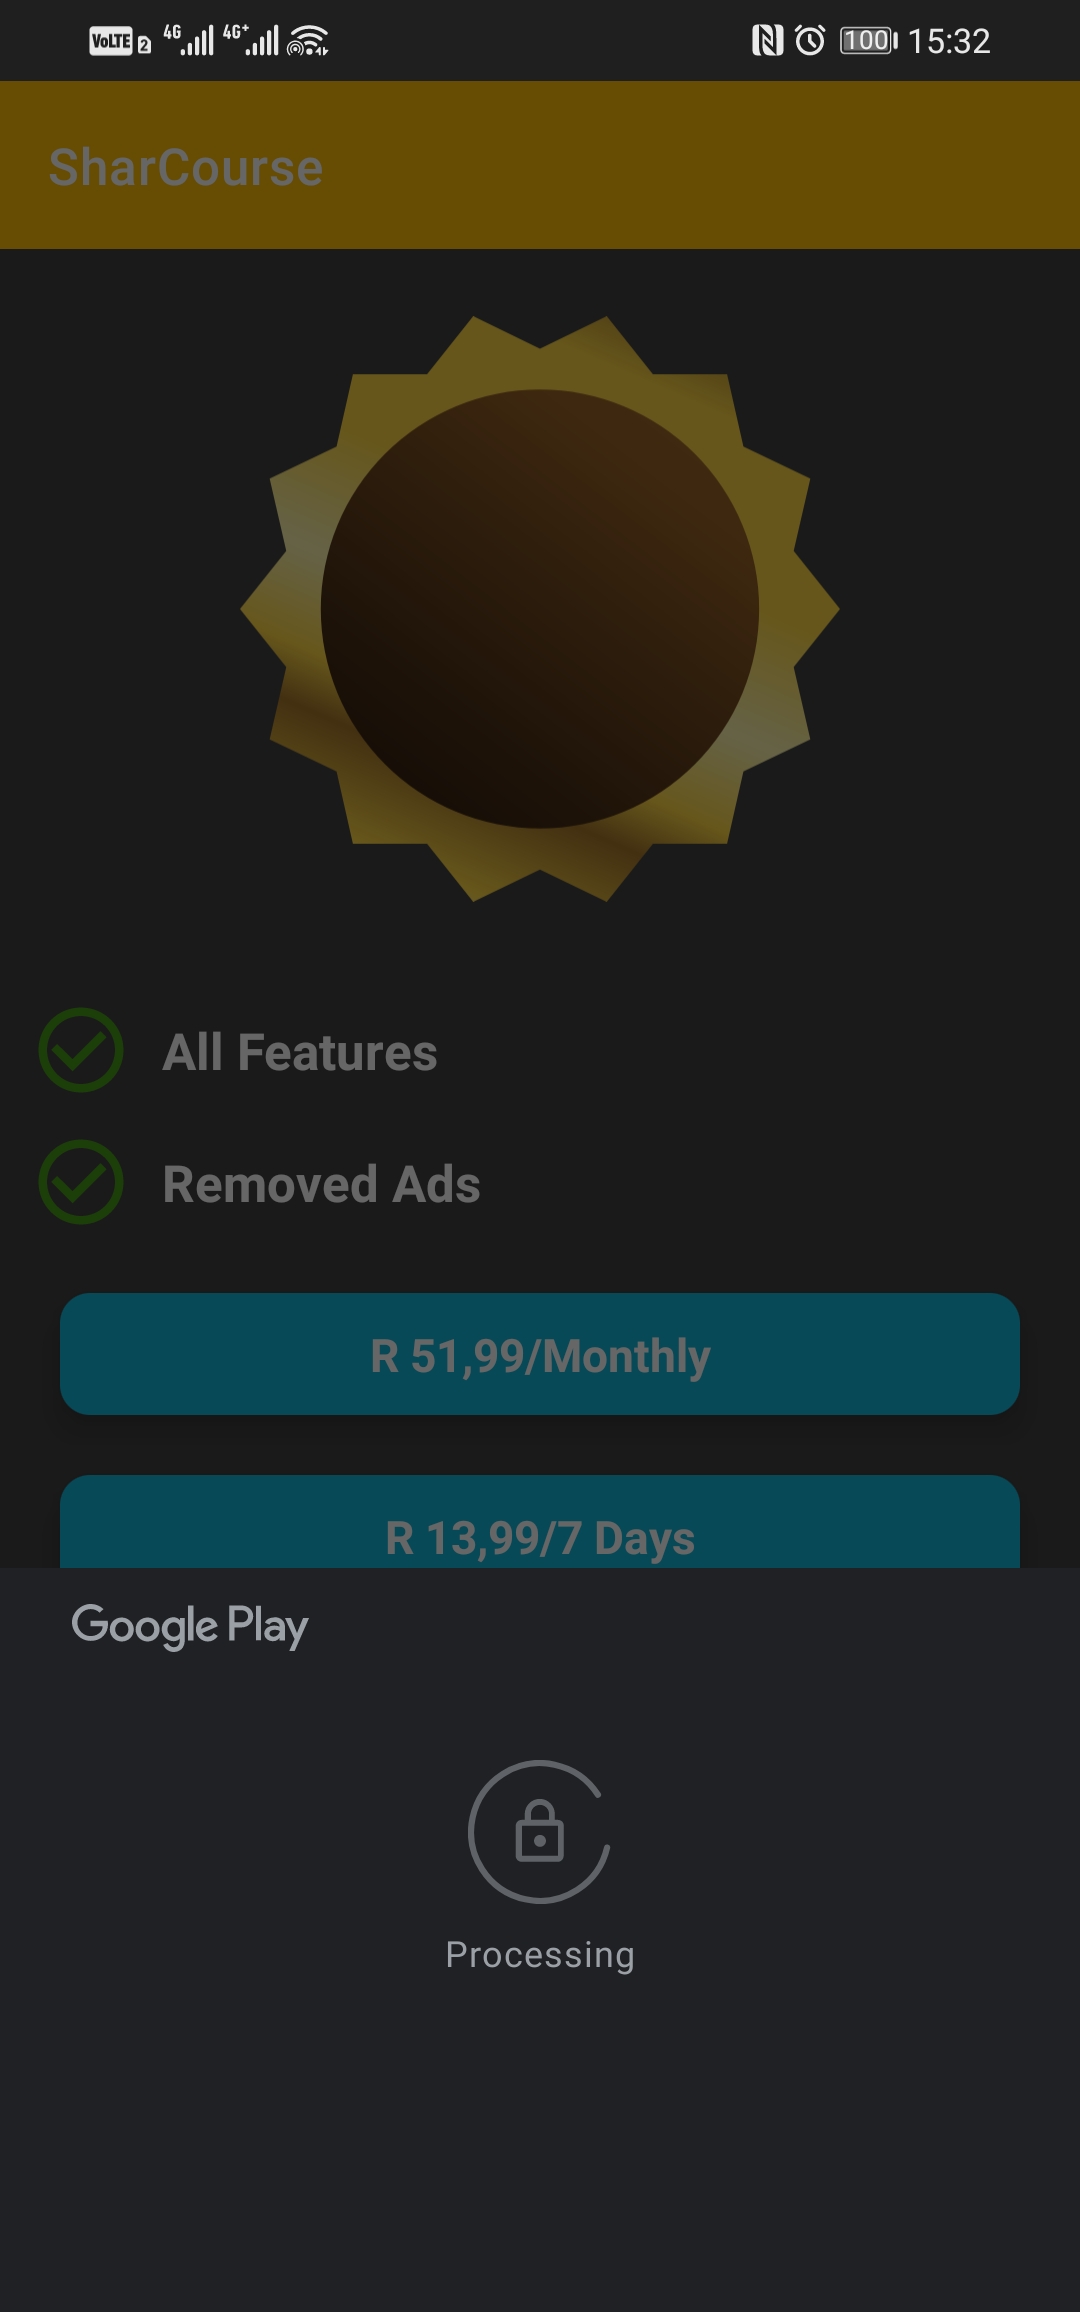 VoLTE 2 4G 4G+ 100 15:32
SharCourse
All Features
Removed Ads
R 51,99/Monthly
R 13,99/7 Days
Google Play
Processing